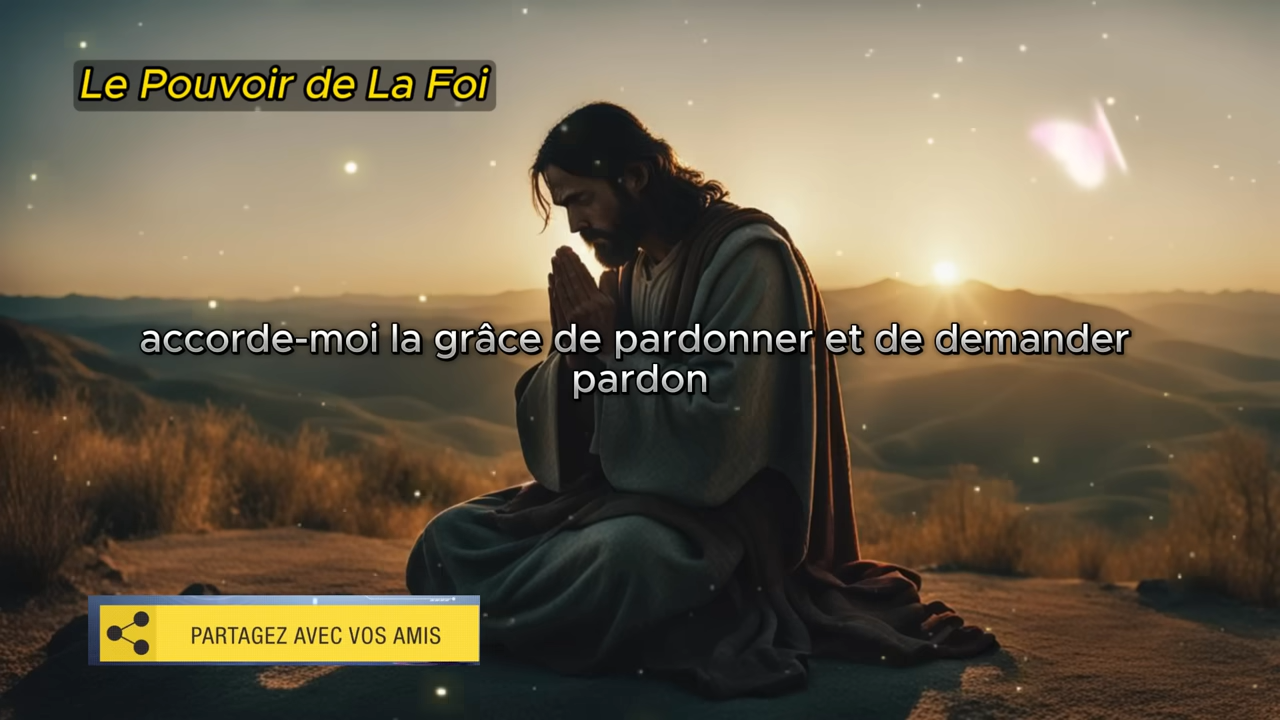 Le Pouvoir de La Foi
accorde-moi la grâce de pardonner et de demander
pardon
PARTAGEZ AVEC VOS AMIS